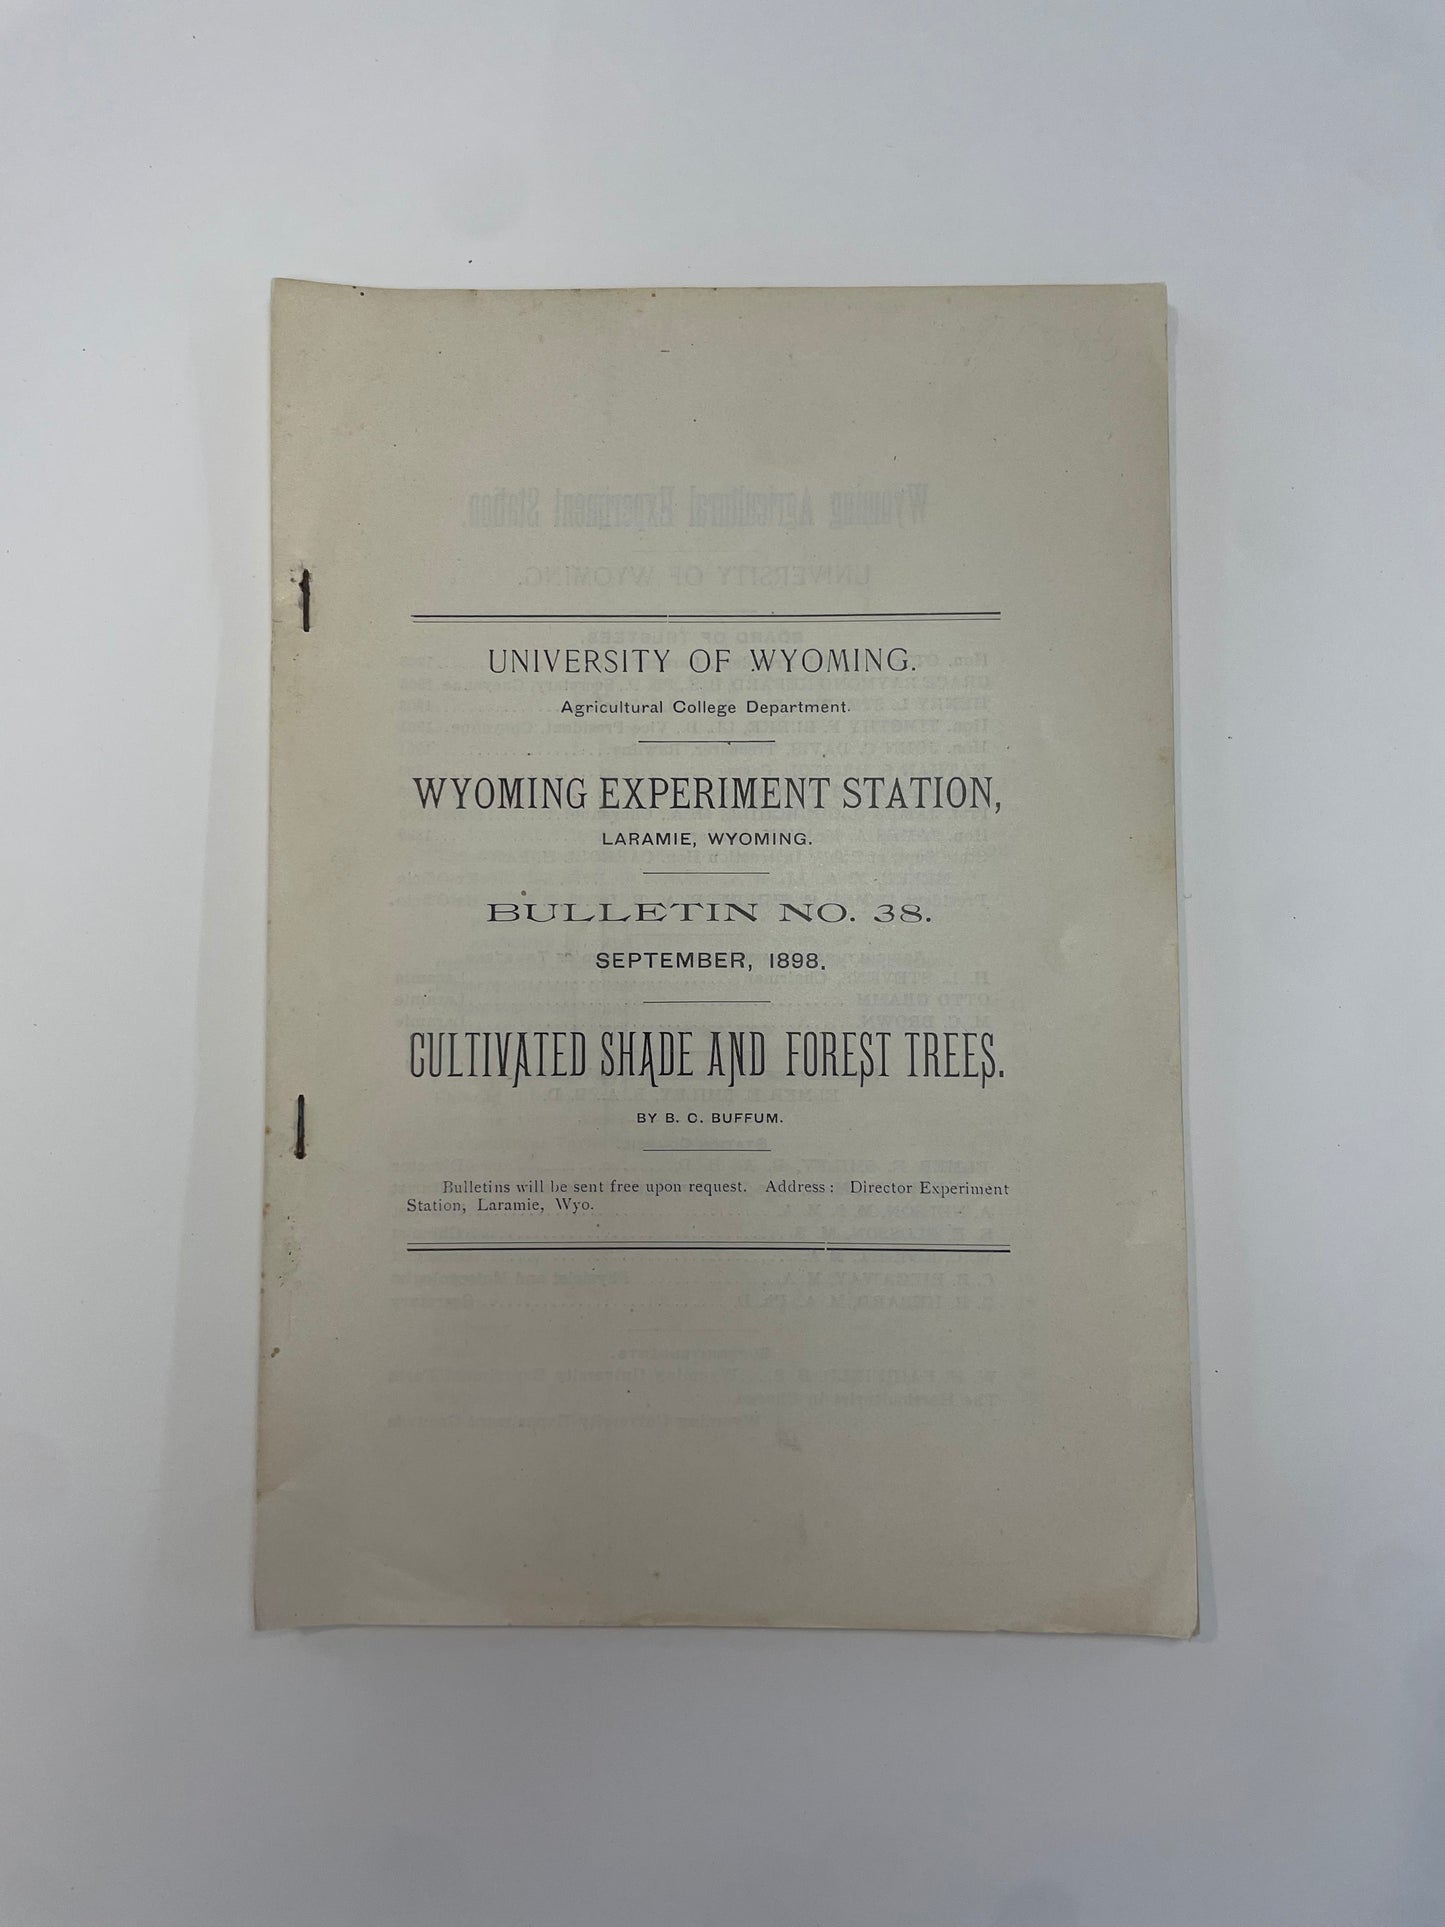 UNIVERSITY OF WYOMING.
Agricultural College Department.
WYOMING EXPERIMENT STATION,
LARAMIE, WYOMING.
BULLETIN NO. 38.
SEPTEMBER, 1898.
CULTIVATED SHADE AND FOREST TREES.
BY B. C. BUFFUM.
Bulletins will be sent free upon request. Address: Director Experiment
Station, Laramie, Wyo.